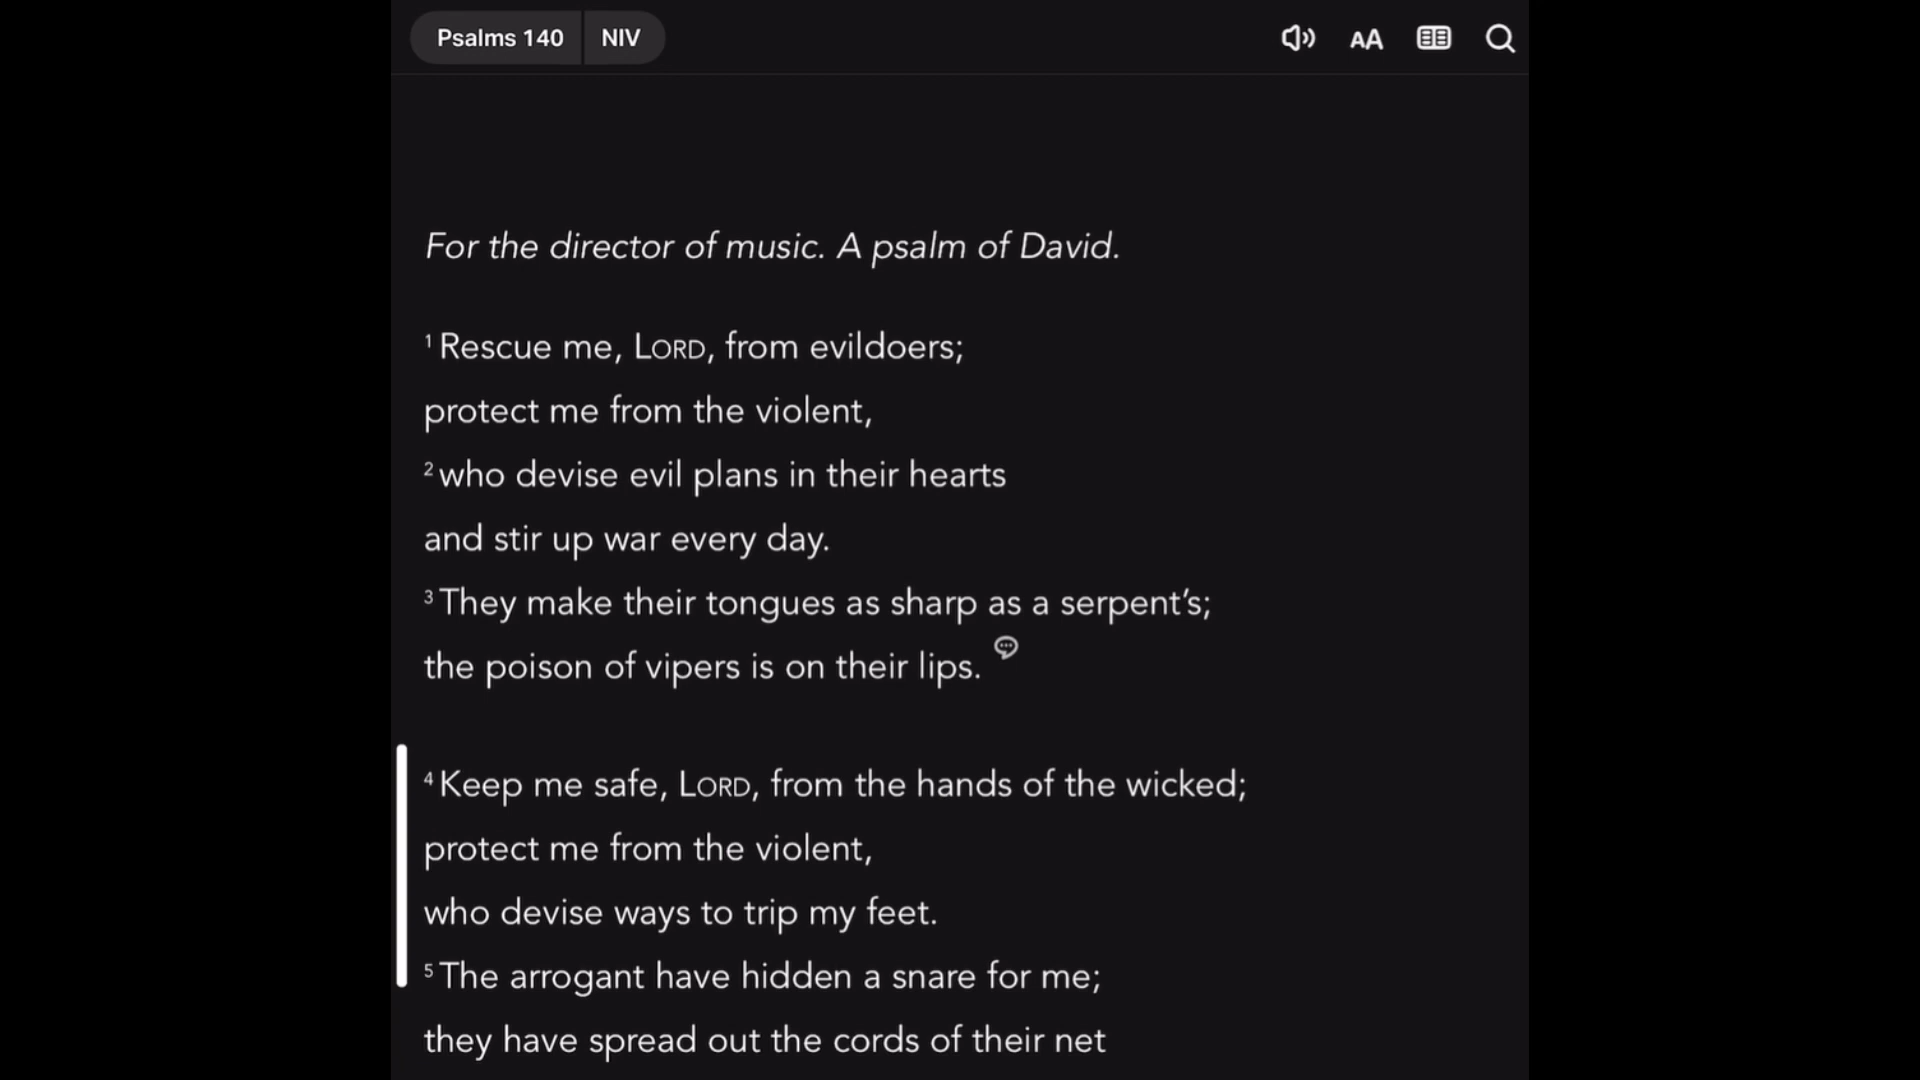 Psalms 140 NIV AA
For the director of music. A psalm of David.
1 Rescue me, LORD, from evildoers;
protect me from the violent,
2 who devise evil plans in their hearts
and stir up war every day.
3 They make their tongues as sharp as a serpent’s;
the poison of vipers is on their lips.
4 Keep me safe, LORD, from the hands of the wicked;
protect me from the violent,
who devise ways to trip my feet.
5 The arrogant have hidden a snare for me;
they have spread out the cords of their net